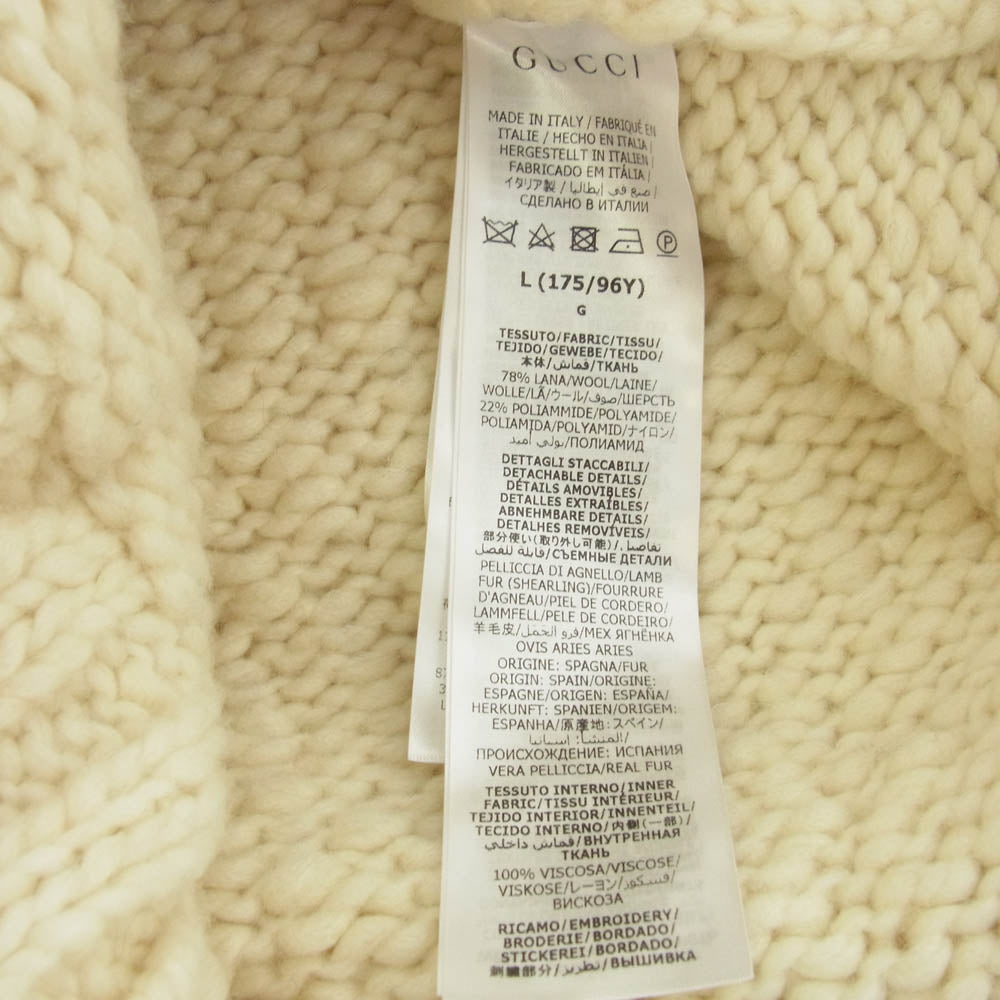 GUCCI
MADE IN ITALY / FABRIQUÉ EN
ITALIE / HECHO EN ITALIA/
HERGESTELLT IN ITALIEN/
FABRICADO EM ITÁLIA/
イタリア製 / صنع في إيطاليا /
СДЕЛАНО В ИТАЛИИ
P
L (175/96Y)
G
TESSUTO/FABRIC/TISSU/
TEJIDO/GEWEBE/TECIDO/
本体/قماش/ТКАНЬ
78% LANA/WOOL/LAINE/
WOLLE/LÃ/ウール/صوف/ШЕРСТЬ
22% POLIAMMIDE/POLYAMIDE/
POLIAMIDA/POLYAMID/ナイロン/
بولي أميد/ПОЛИАМИД
DETTAGLI STACCABILI/
DETACHABLE DETAILS/
DÉTAILS AMOVIBLES/
DETALLES EXTRAÍBLES/
ABNEHMBARE DETAILS/
DETALHES REMOVÍVEIS/
部分使い(取り外し可能)/تفاصيل
قابلة للفصل/СЪЕМНЫЕ ДЕТАЛИ
PELLICCIA DI AGNELLO/LAMB
FUR (SHEARLING)/FOURRURE
D'AGNEAU/PIEL DE CORDERO/
LAMMFELL/PELE DE CORDEIRO/
羊毛皮/فرو الحمل/МЕХ ЯГНЁНКА
OVIS ARIES ARIES
ORIGINE: SPAGNA/FUR
ORIGIN: SPAIN/ORIGINE:
ESPAGNE/ORIGEN: ESPAÑA/
HERKUNFT: SPANIEN/ORIGEM:
ESPANHA/原産地: スペイン/
المنشأ: اسبانيا/
ПРОИСХОЖДЕНИЕ: ИСПАНИЯ
VERA PELLICCIA/REAL FUR
TESSUTO INTERNO/INNER
FABRIC/TISSU INTÉRIEUR/
TEJIDO INTERIOR/INNENTEIL/
TECIDO INTERNO/内側(一部)/
قماش داخلي/ВНУТРЕННЯЯ
ТКАНЬ
100% VISCOSA/VISCOSE/
VISKOSE/レーヨン/فسكوز/
ВИСКОЗА
RICAMO/EMBROIDERY/
BRODERIE/BORDADO/
STICKEREI/BORDADO/
刺繍部分/تطريز/ВЫШИВКА